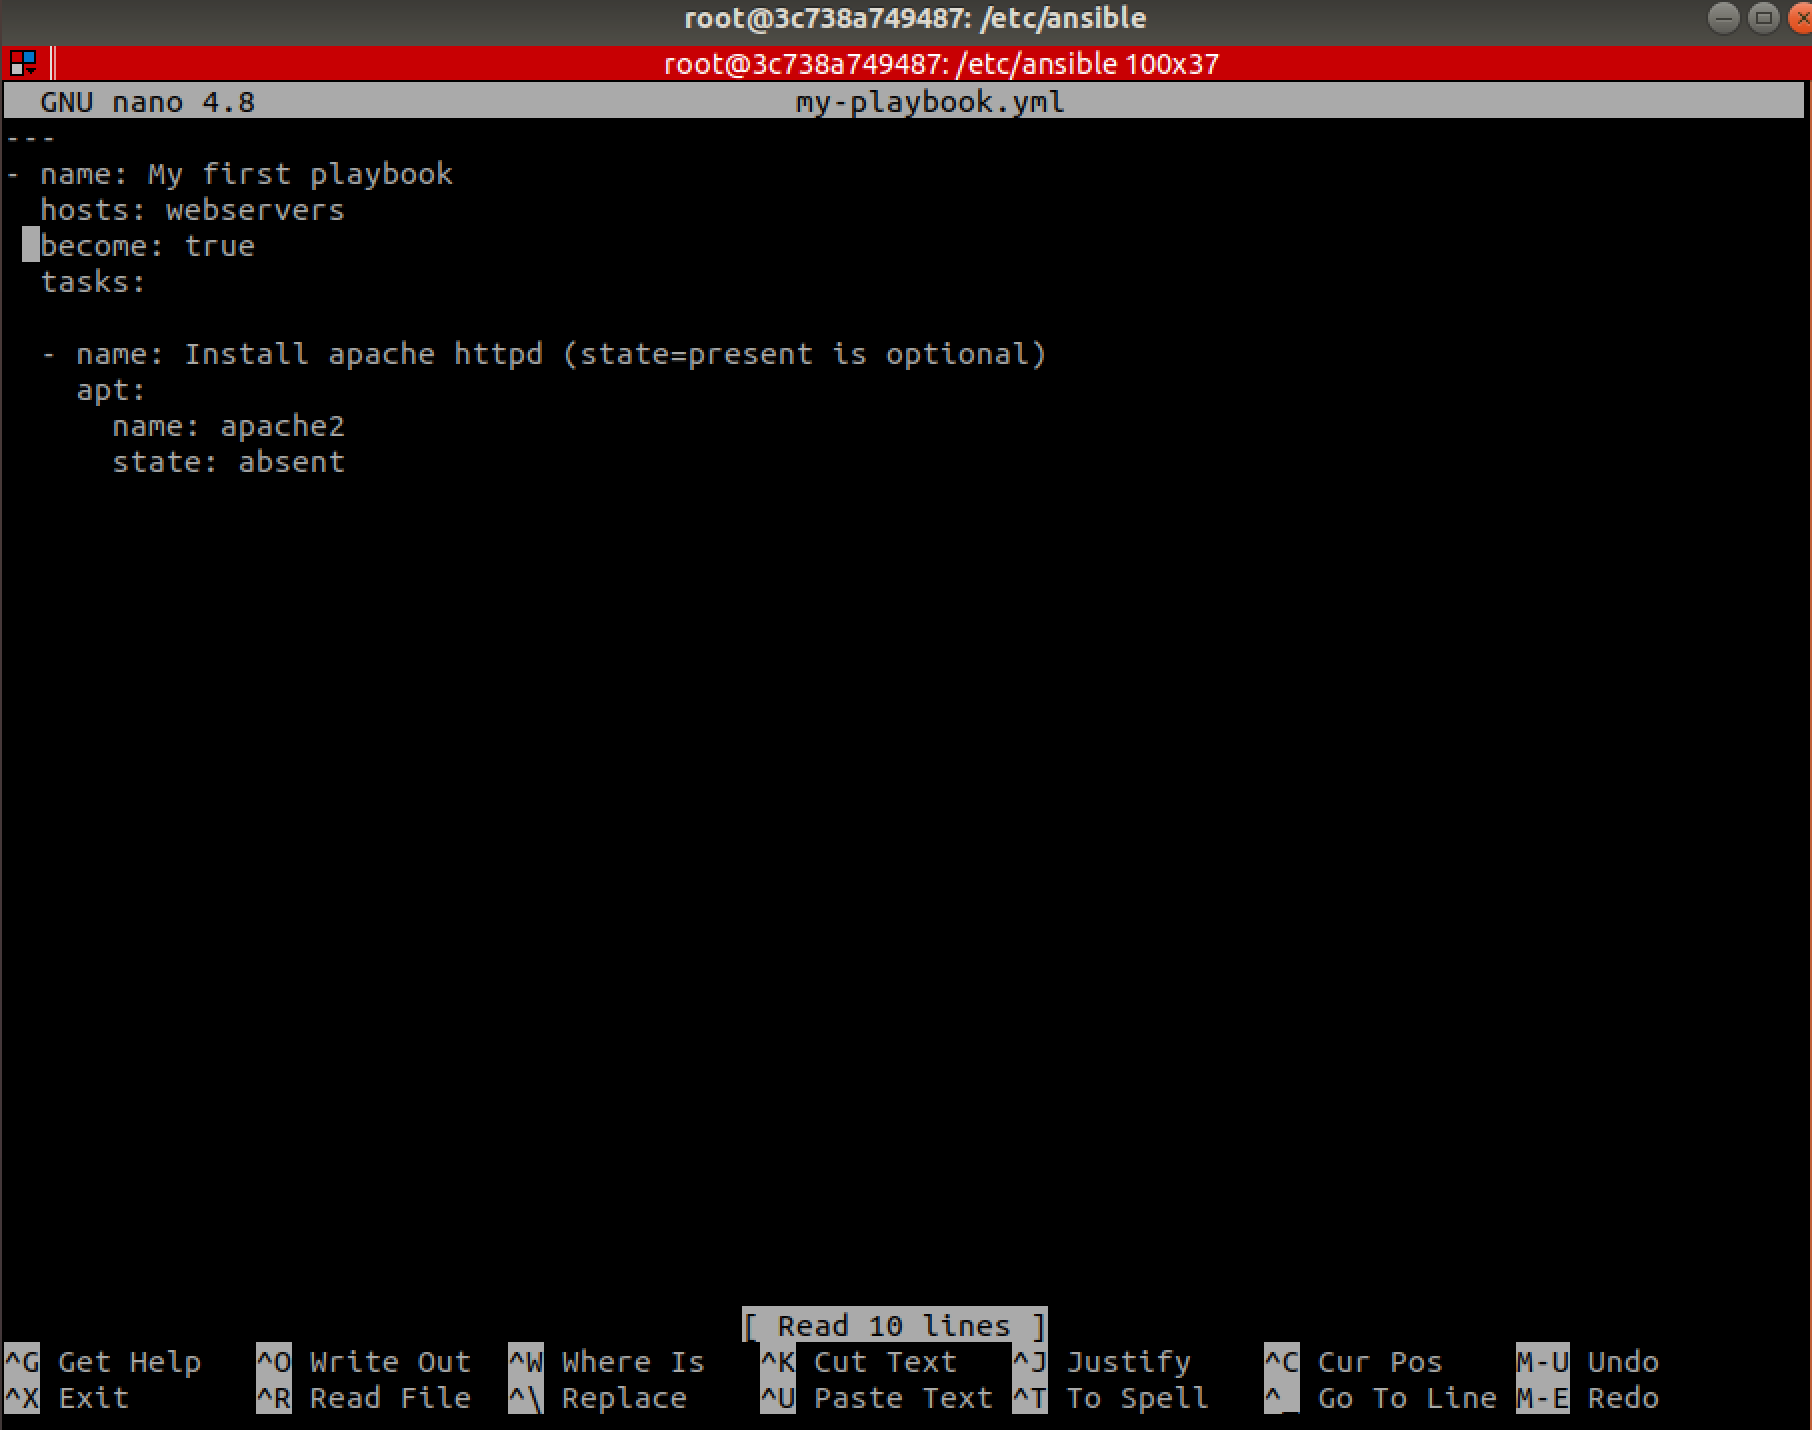 root@3c738a749487: /etc/ansible
root@3c738a749487: /etc/ansible 100x37
GNU nano 4.8 my-playbook.yml
---
- name: My first playbook
  hosts: webservers
  become: true
  tasks:

  - name: Install apache httpd (state=present is optional)
    apt:
      name: apache2
      state: absent
[ Read 10 lines ]
^G Get Help ^O Write Out ^W Where Is ^K Cut Text ^J Justify ^C Cur Pos M-U Undo
^X Exit ^R Read File ^\ Replace ^U Paste Text ^T To Spell ^_ Go To Line M-E Redo